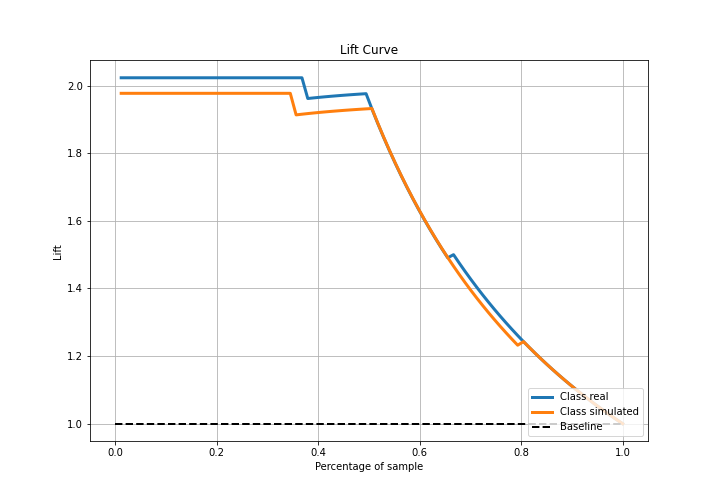 Lift Curve
2.0
1.8
1.6
1.4
1.2
1.0
Lift
0.0 0.2 0.4 0.6 0.8 1.0
Percentage of sample
Class real
Class simulated
Baseline